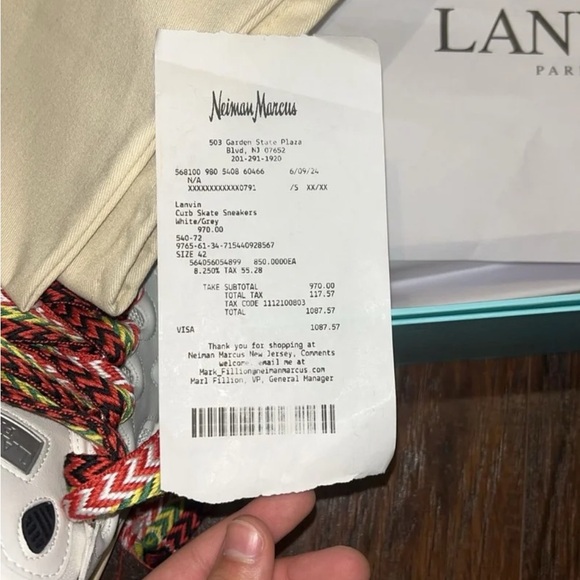 LANV
PAR
Neiman Marcus
503 Garden State Plaza
Blvd, NJ 07652
201-291-1920
568100 980 5408 60466 6/09/24
N/A
XXXXXXXXXXXX0791 /S XX/XX
Lanvin
Curb Skate Sneakers
White/Grey
970.00
540-72
9765-61-34-715440928567
SIZE 42
564056054899 850.0000EA
8.250% TAX 55.28
TAKE SUBTOTAL 970.00
TOTAL TAX 117.57
TAX CODE 1112100803
TOTAL 1087.57
VISA 1087.57
Thank you for shopping at
Neiman Marcus New Jersey, Comments
welcome, email me at
Mark_Fillion@neimanmarcus.com
Marl Fillion, VP, General Manager